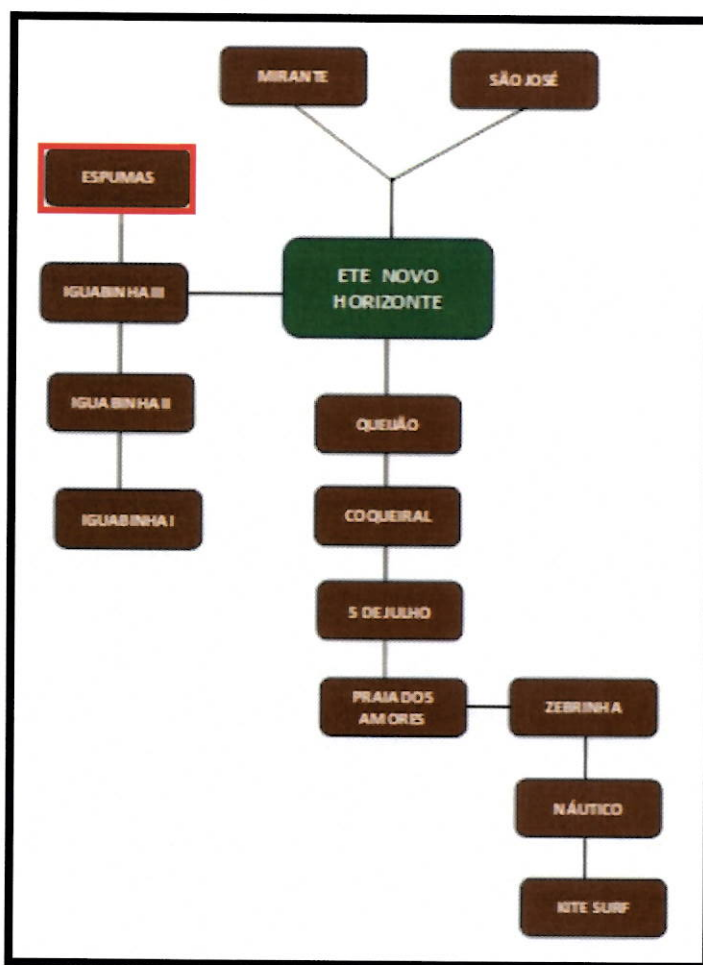 MIRANTE
SÃO JOSÉ
ESPUMAS
IGUABINHA III
ETE NOVO
HORIZONTE
IGUABINHA II
QUEIJÃO
IGUABINHA I
COQUEIRAL
5 DE JULHO
PRAIA DOS
AMORES
ZEBRINHA
NÁUTICO
KITE SURF